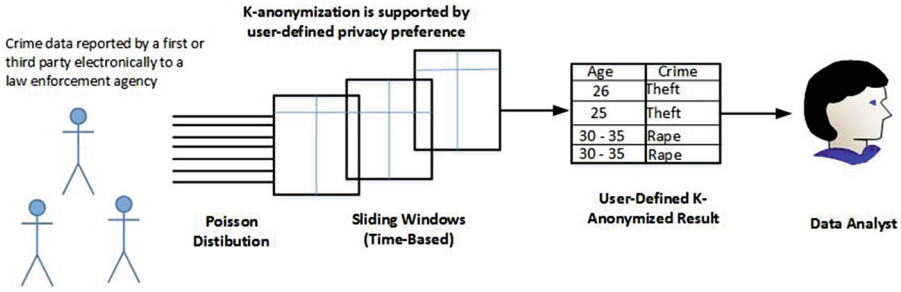 K-anonymization is supported by
user-defined privacy preference
Crime data reported by a first or
third party electronically to a
law enforcement agency
Age Crime
26 Theft
25 Theft
30 - 35 Rape
30 - 35 Rape
Poisson
Distibution
Sliding Windows
(Time-Based)
User-Defined K-
Anonymized Result
Data Analyst